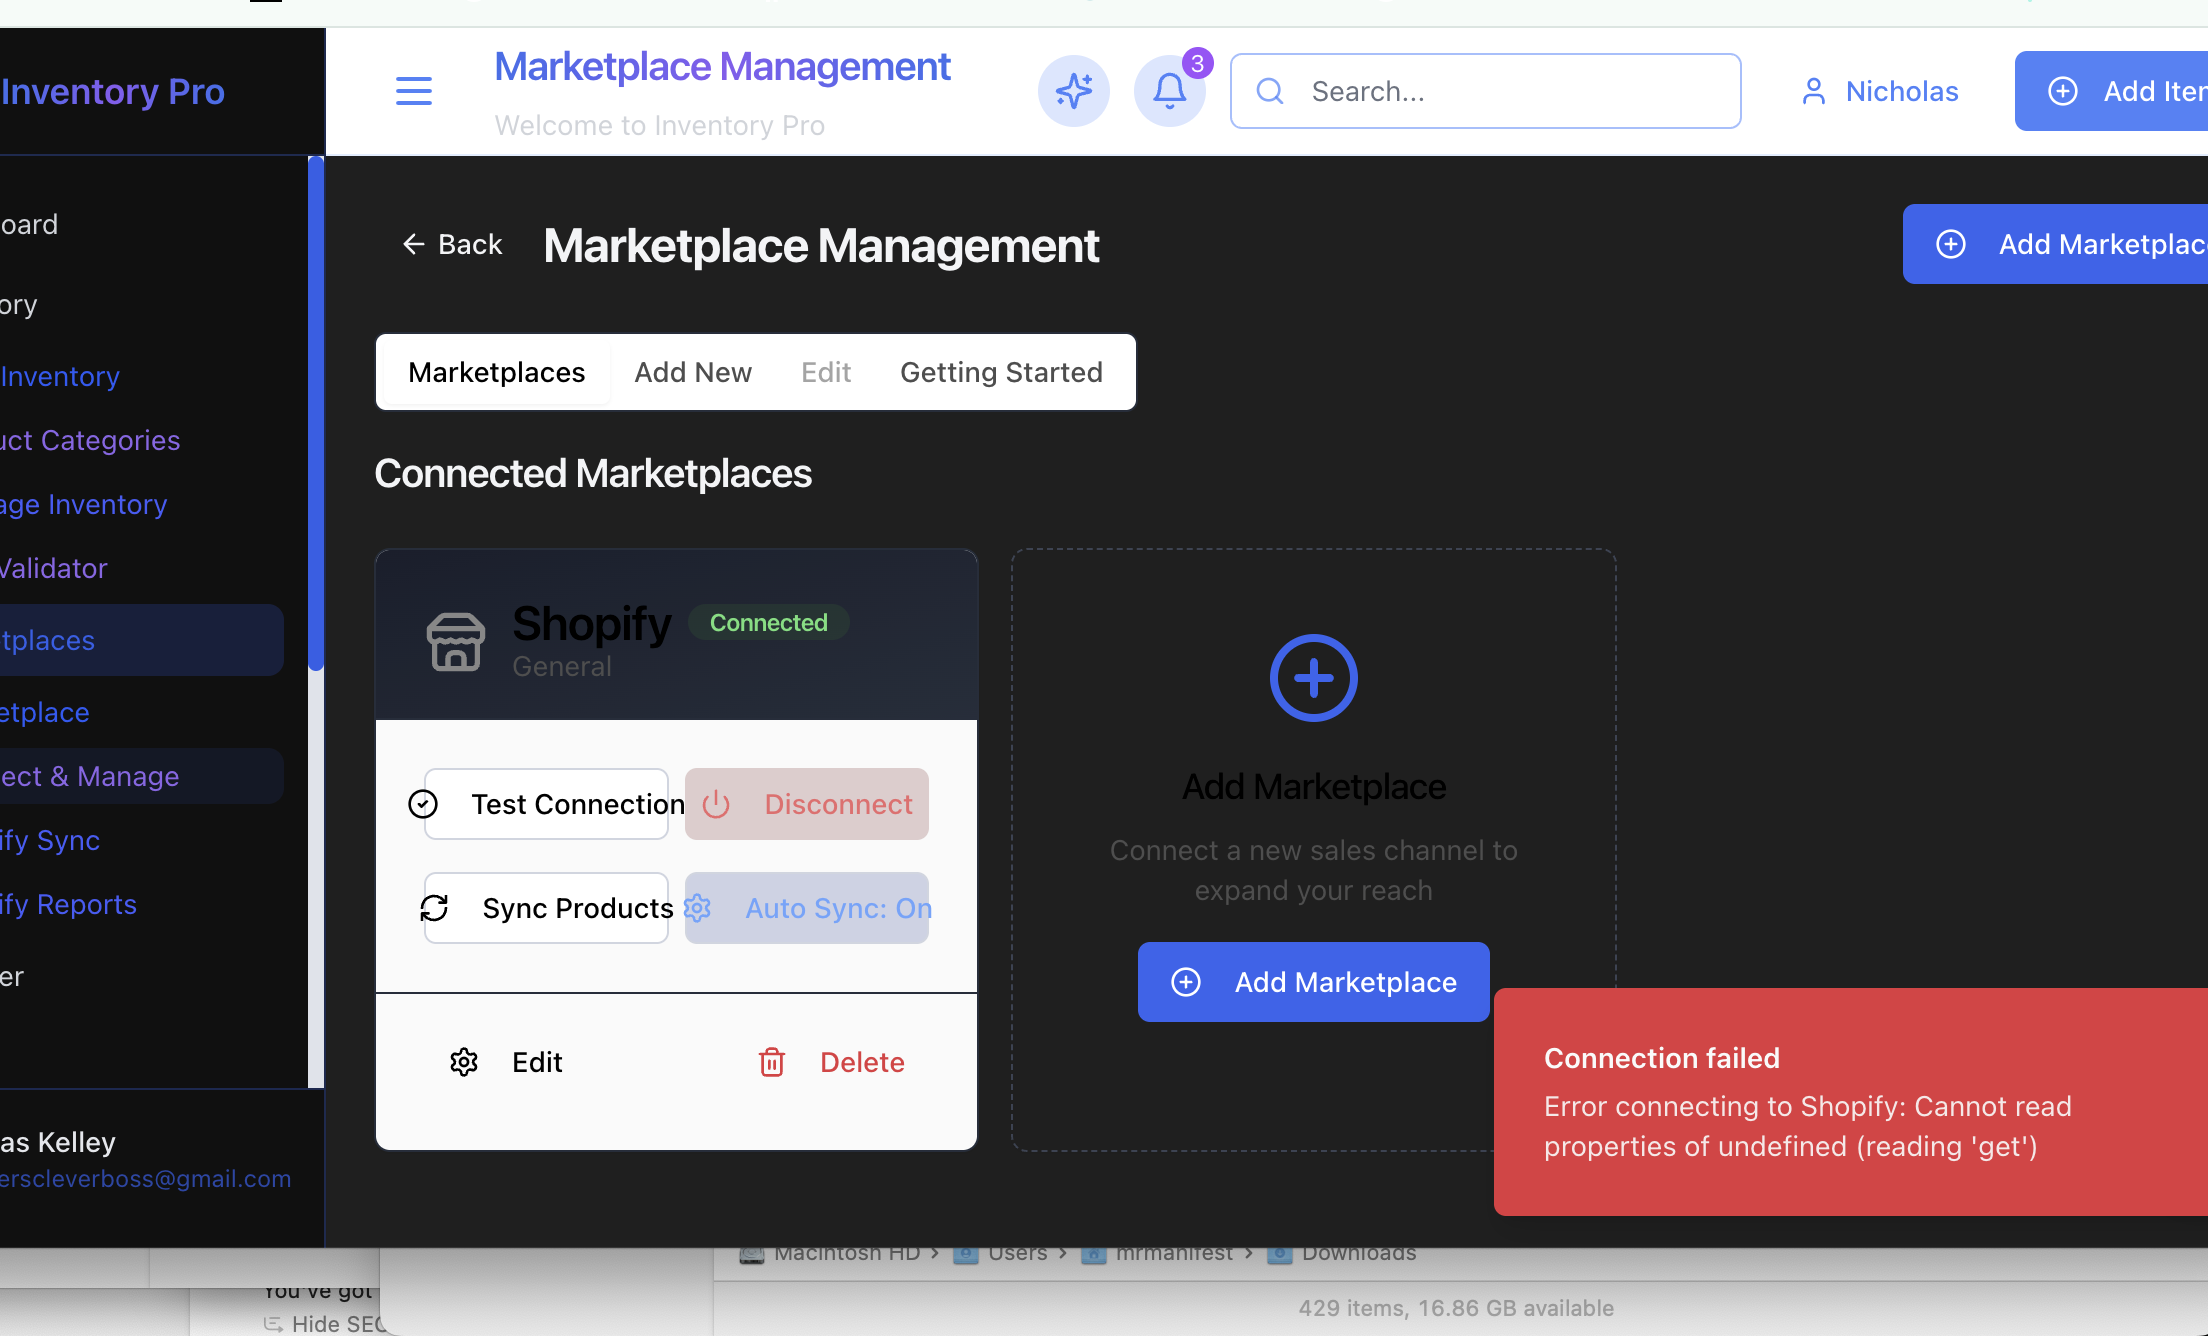 Inventory Pro
Marketplace Management
Welcome to Inventory Pro
3
Search...
Nicholas
Add Iter
oard
ory
Inventory
uct Categories
age Inventory
Validator
tplaces
etplace
ect & Manage
ify Sync
ify Reports
er
as Kelley
erscleverboss@gmail.com
Back
Marketplace Management
Add Marketplac
Marketplaces
Add New
Edit
Getting Started
Connected Marketplaces
Shopify
Connected
General
Test Connection
Disconnect
Sync Products
Auto Sync: On
Edit
Delete
Add Marketplace
Connect a new sales channel to
expand your reach
Add Marketplace
Connection failed
Error connecting to Shopify: Cannot read
properties of undefined (reading 'get')
Macintosh HD > Users > mrmanifest > Downloads
You've got
Hide SEO
429 items, 16.86 GB available